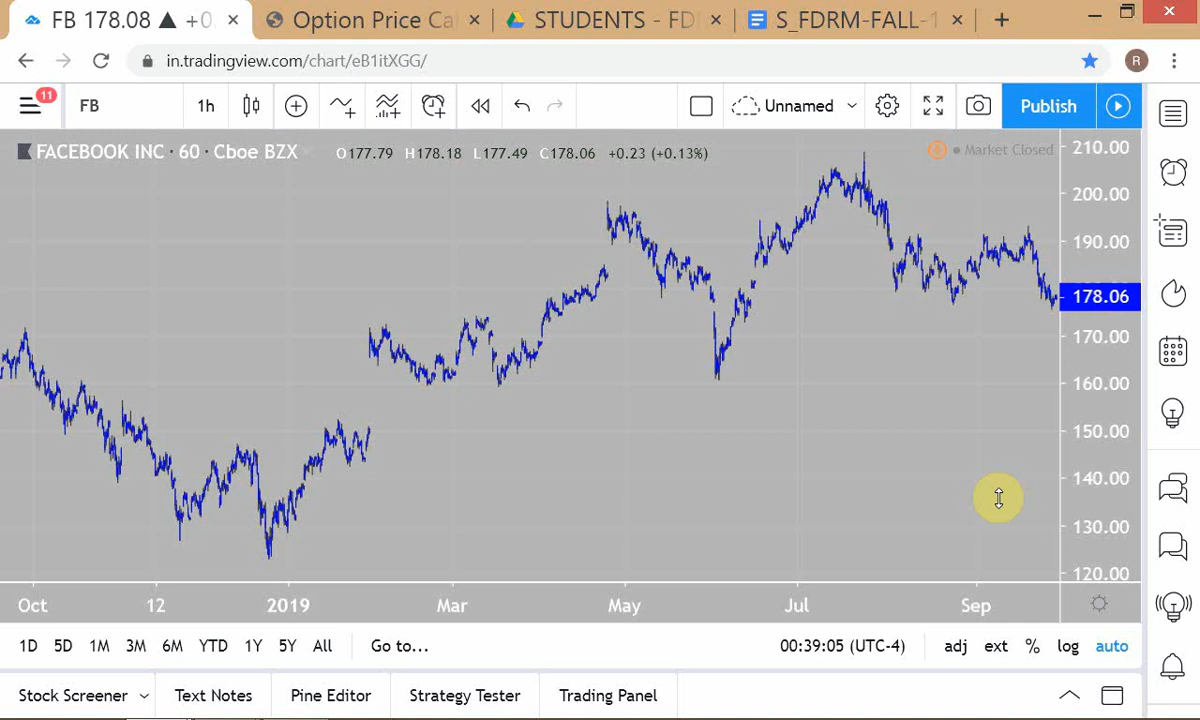 FB 178.08 ▲ +0.
Option Price Ca
STUDENTS - FD
S_FDRM-FALL-1
in.tradingview.com/chart/eB1itXGG/
R
11
FB
1h
Unnamed
Publish
FACEBOOK INC · 60 · Cboe BZX
O177.79 H178.18 L177.49 C178.06 +0.23 (+0.13%)
Market Closed
210.00
200.00
190.00
178.06
170.00
160.00
150.00
140.00
130.00
120.00
Oct 12 2019 Mar May Jul Sep
1D 5D 1M 3M 6M YTD 1Y 5Y All Go to... 00:39:05 (UTC-4) adj ext % log auto
Stock Screener Text Notes Pine Editor Strategy Tester Trading Panel